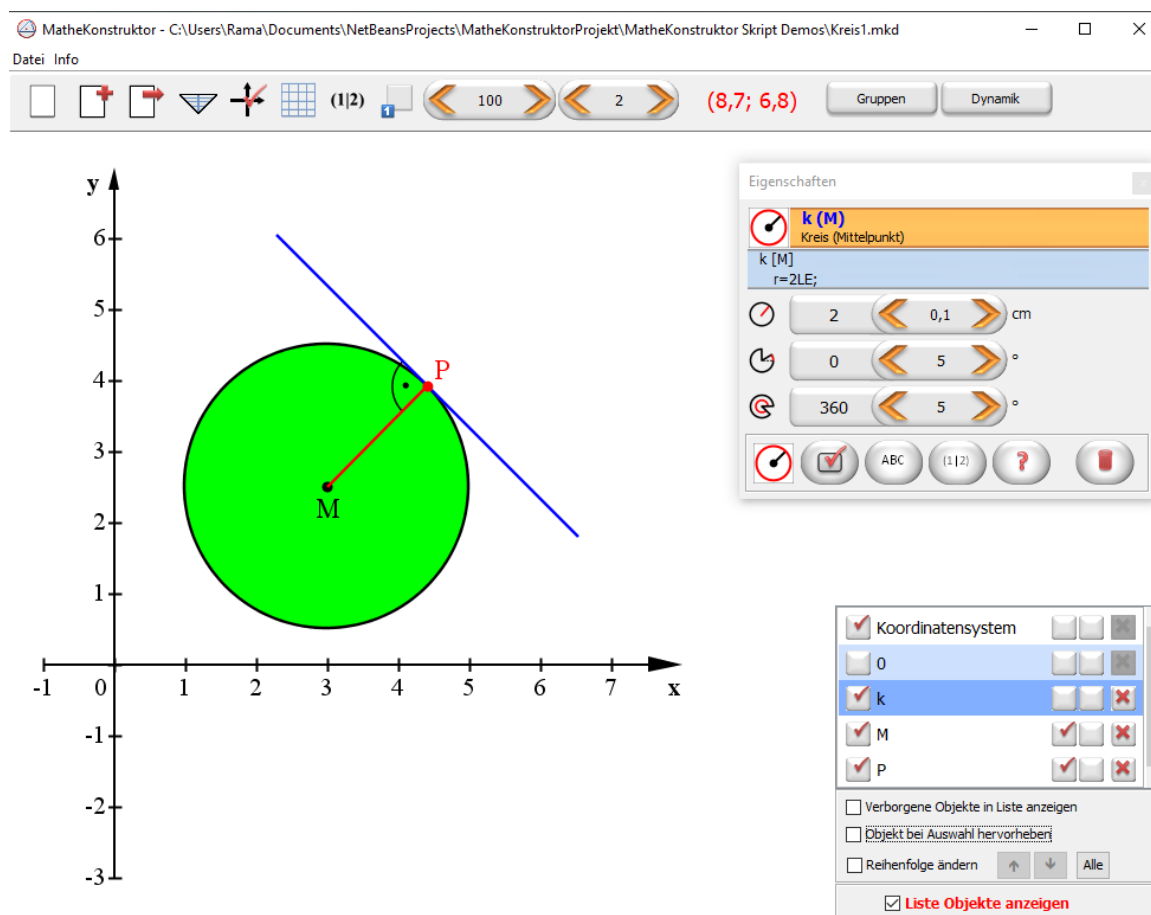 MatheKonstruktor - C:\Users\Rama\Documents\NetBeansProjects\MatheKonstruktorProjekt\MatheKonstruktor Skript Demos\Kreis1.mkd
Datei Info
(1|2) 1 100 2 (8,7; 6,8) Gruppen Dynamik
Eigenschaften
k (M)
Kreis (Mittelpunkt)
k [M]
r=2LE;
2 0,1 cm
0 5 °
360 5 °
ABC (1|2) ?
y
6
5
4
3
2
1
P
M
-1 0 1 2 3 4 5 6 7 x
-1
-2
-3
Koordinatensystem
0
k
M
P
Verborgene Objekte in Liste anzeigen
Objekt bei Auswahl hervorheben
Reihenfolge ändern Alle
Liste Objekte anzeigen